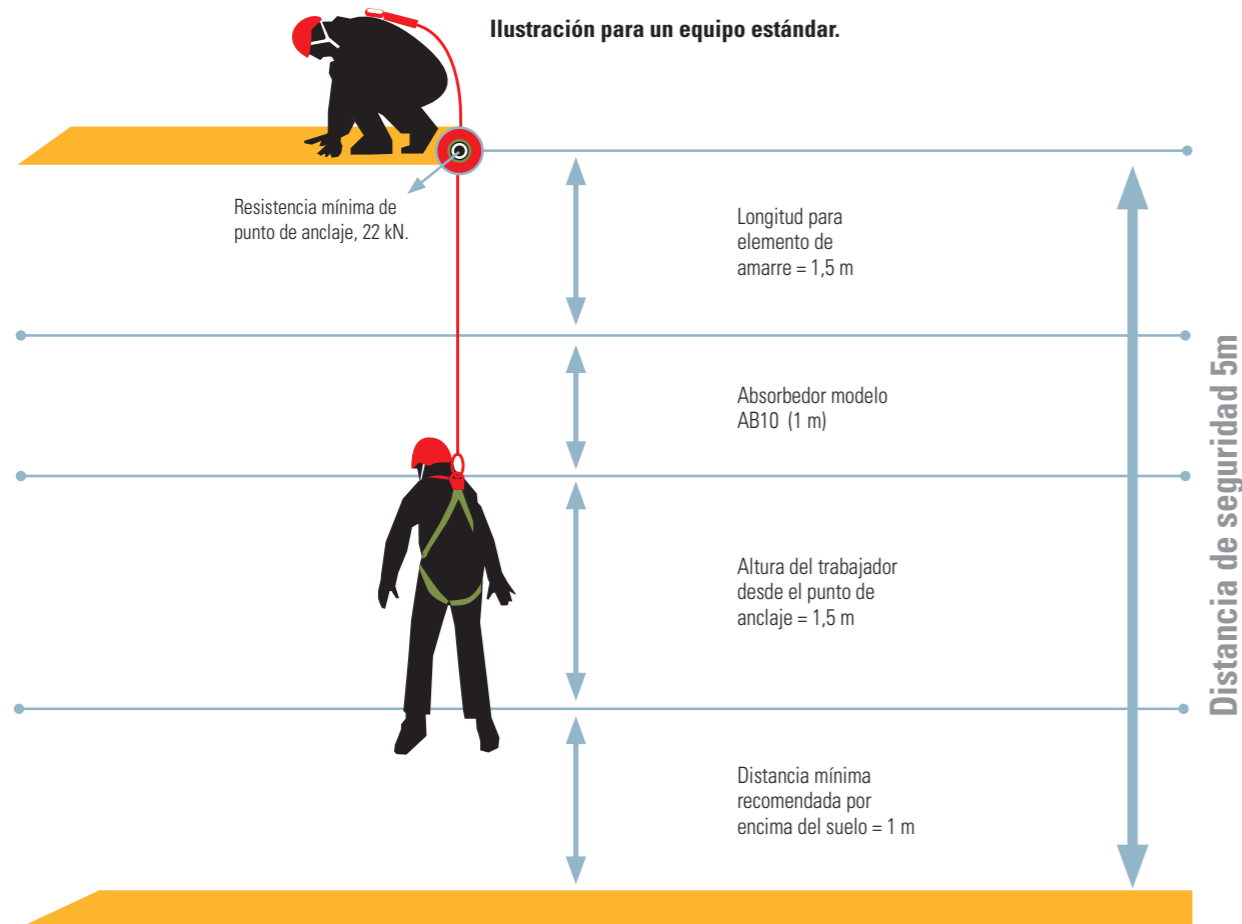 Ilustración para un equipo estándar.
Resistencia mínima de
punto de anclaje, 22 kN.
Longitud para
elemento de
amarre = 1,5 m
Absorbedor modelo
AB10 (1 m)
Altura del trabajador
desde el punto de
anclaje = 1,5 m
Distancia mínima
recomendada por
encima del suelo = 1 m
Distancia de seguridad 5m